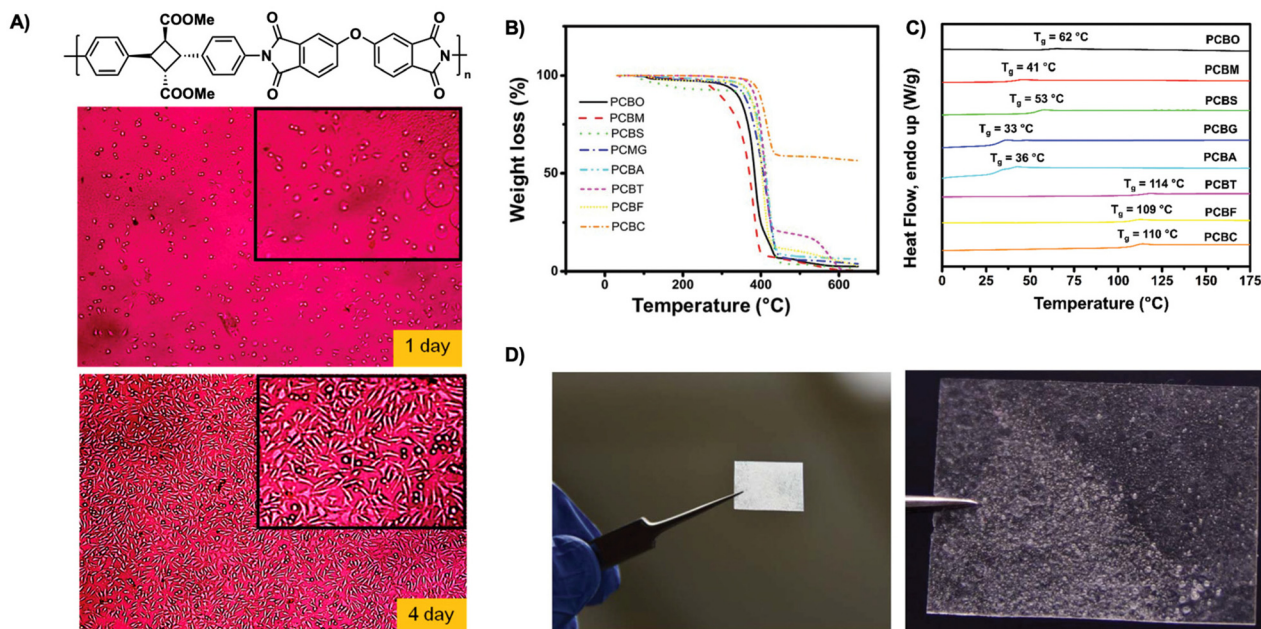 A)
COOMe
COOMe
O
O
O
O
O
N
N
n
1 day
4 day
B)
Weight loss (%)
100
50
0
PCBO
PCBM
PCBS
PCMG
PCBA
PCBT
PCBF
PCBC
0
200
400
600
Temperature (°C)
C)
Heat Flow, endo up (W/g)
Tg = 62 °C PCBO
Tg = 41 °C PCBM
Tg = 53 °C PCBS
Tg = 33 °C PCBG
Tg = 36 °C PCBA
Tg = 114 °C PCBT
Tg = 109 °C PCBF
Tg = 110 °C PCBC
0 25 50 75 100 125 150 175
Temperature (°C)
D)